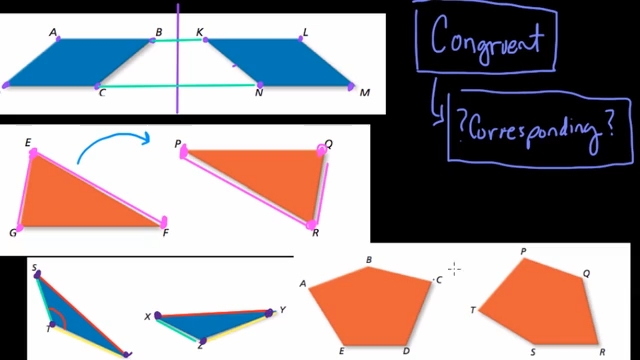 A B K L
C N M
Congruent
?Corresponding?
E P Q
G F R
S
T
X Y
Z
A B C
E D
P
Q
T
S R